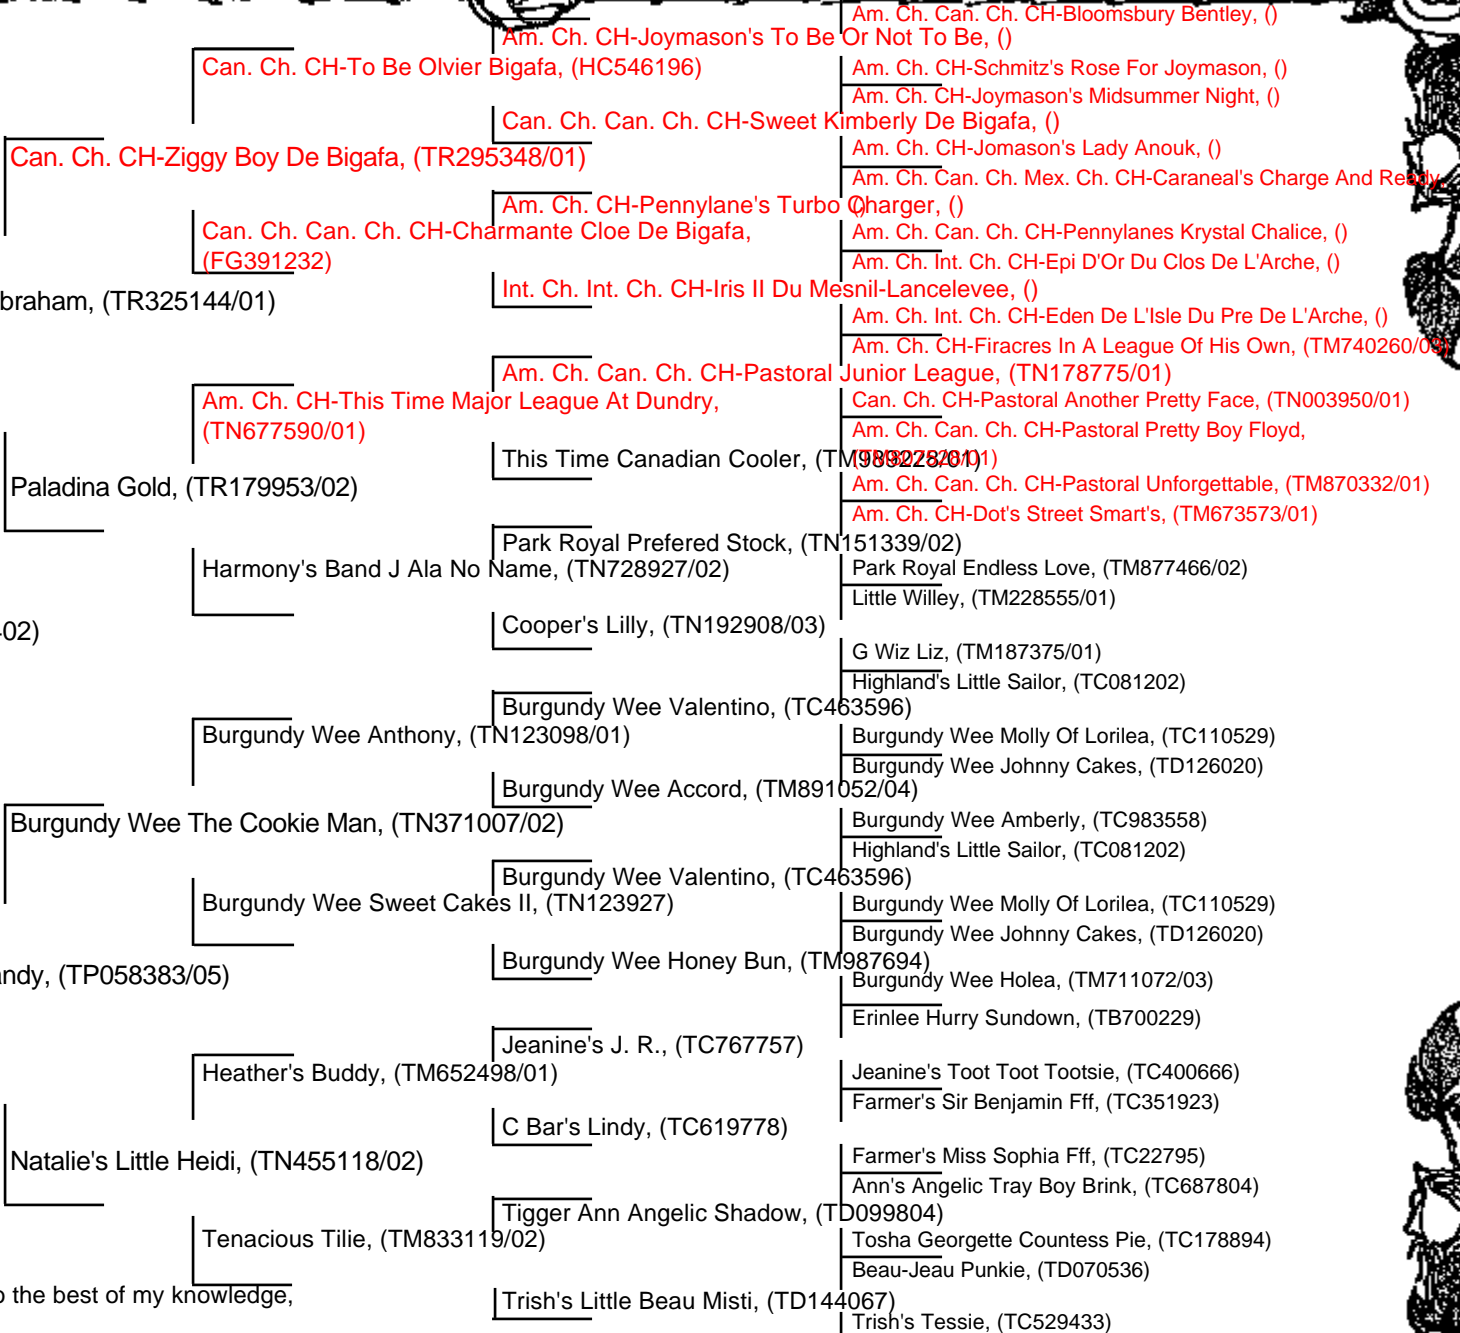 Am. Ch. Can. Ch. CH-Bloomsbury Bentley, ()
Am. Ch. CH-Joymason's To Be Or Not To Be, ()
Can. Ch. CH-To Be Olvier Bigafa, (HC546196)
Am. Ch. CH-Schmitz's Rose For Joymason, ()
Am. Ch. CH-Joymason's Midsummer Night, ()
Can. Ch. Can. Ch. CH-Sweet Kimberly De Bigafa, ()
Am. Ch. CH-Jomason's Lady Anouk, ()
Can. Ch. CH-Ziggy Boy De Bigafa, (TR295348/01)
Am. Ch. Can. Ch. Mex. Ch. CH-Caraneal's Charge And Ready,
()
Am. Ch. CH-Pennylane's Turbo Charger, ()
Can. Ch. Can. Ch. CH-Charmante Cloe De Bigafa,
(FG391232)
Am. Ch. Can. Ch. CH-Pennylanes Krystal Chalice, ()
Am. Ch. Int. Ch. CH-Epi D'Or Du Clos De L'Arche, ()
Int. Ch. Int. Ch. CH-Iris II Du Mesnil-Lancelevee, ()
braham, (TR325144/01)
Am. Ch. Int. Ch. CH-Eden De L'Isle Du Pre De L'Arche, ()
Am. Ch. CH-Firacres In A League Of His Own, (TM740260/03)
Am. Ch. Can. Ch. CH-Pastoral Junior League, (TN178775/01)
Am. Ch. CH-This Time Major League At Dundry,
(TN677590/01)
Can. Ch. CH-Pastoral Another Pretty Face, (TN003950/01)
Am. Ch. Can. Ch. CH-Pastoral Pretty Boy Floyd,
This Time Canadian Cooler, (TM989228/01)
Paladina Gold, (TR179953/02)
Am. Ch. Can. Ch. CH-Pastoral Unforgettable, (TM870332/01)
Am. Ch. CH-Dot's Street Smart's, (TM673573/01)
Park Royal Prefered Stock, (TN151339/02)
Harmony's Band J Ala No Name, (TN728927/02)
Park Royal Endless Love, (TM877466/02)
Little Willey, (TM228555/01)
Cooper's Lilly, (TN192908/03)
02)
G Wiz Liz, (TM187375/01)
Highland's Little Sailor, (TC081202)
Burgundy Wee Valentino, (TC463596)
Burgundy Wee Anthony, (TN123098/01)
Burgundy Wee Molly Of Lorilea, (TC110529)
Burgundy Wee Johnny Cakes, (TD126020)
Burgundy Wee Accord, (TM891052/04)
Burgundy Wee The Cookie Man, (TN371007/02)
Burgundy Wee Amberly, (TC983558)
Highland's Little Sailor, (TC081202)
Burgundy Wee Valentino, (TC463596)
Burgundy Wee Sweet Cakes II, (TN123927)
Burgundy Wee Molly Of Lorilea, (TC110529)
Burgundy Wee Johnny Cakes, (TD126020)
Burgundy Wee Honey Bun, (TM987694)
ndy, (TP058383/05)
Burgundy Wee Holea, (TM711072/03)
Erinlee Hurry Sundown, (TB700229)
Jeanine's J. R., (TC767757)
Heather's Buddy, (TM652498/01)
Jeanine's Toot Toot Tootsie, (TC400666)
Farmer's Sir Benjamin Fff, (TC351923)
C Bar's Lindy, (TC619778)
Natalie's Little Heidi, (TN455118/02)
Farmer's Miss Sophia Fff, (TC22795)
Ann's Angelic Tray Boy Brink, (TC687804)
Tigger Ann Angelic Shadow, (TD099804)
Tenacious Tilie, (TM833119/02)
Tosha Georgette Countess Pie, (TC178894)
Beau-Jeau Punkie, (TD070536)
o the best of my knowledge,
Trish's Little Beau Misti, (TD144067)
Trish's Tessie, (TC529433)